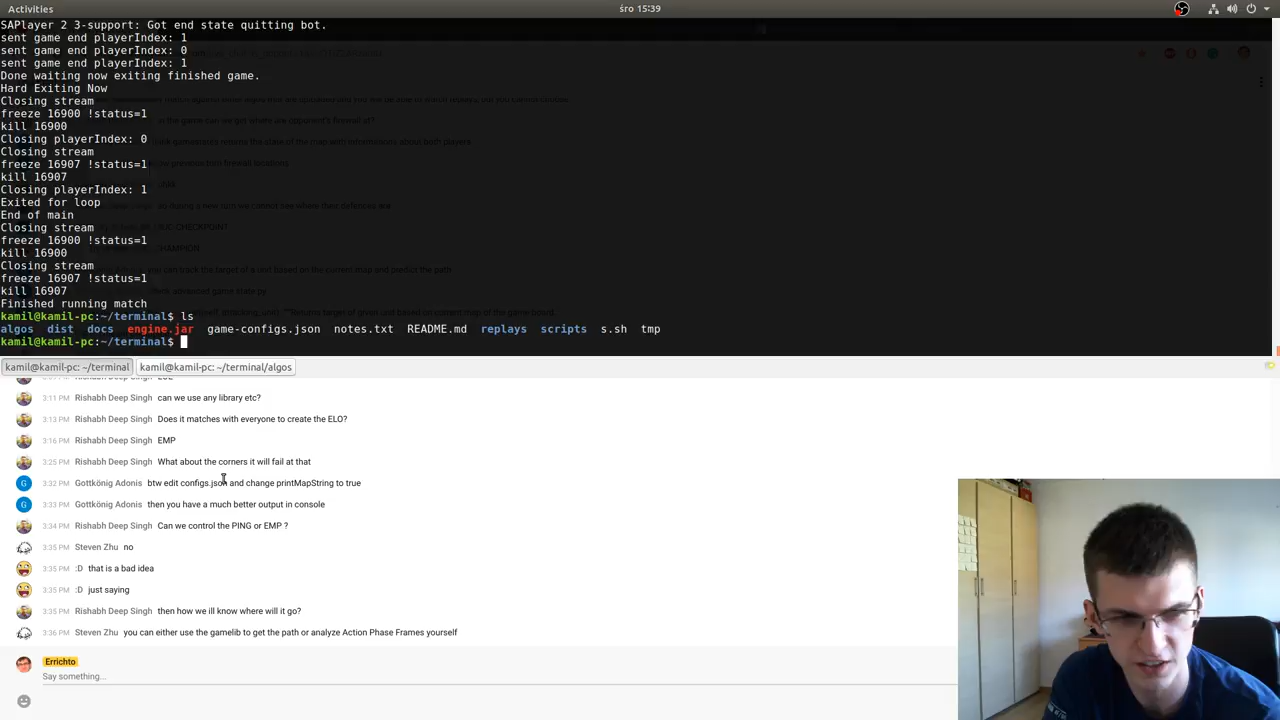 Activities
śro 15:39
SAPlayer 2 3-support: Got end state quitting bot.
sent game end playerIndex: 1
sent game end playerIndex: 0
sent game end playerIndex: 1
Done waiting now exiting finished game.
Hard Exiting Now
Closing stream
freeze 16900 !status=1
kill 16900
Closing playerIndex: 0
Closing stream
freeze 16907 !status=1
kill 16907
Closing playerIndex: 1
Exited for loop
End of main
Closing stream
freeze 16900 !status=1
kill 16900
Closing stream
freeze 16907 !status=1
kill 16907
Finished running match
kamil@kamil-pc:~/terminal$ ls
algos dist docs engine.jar game-configs.json notes.txt README.md replays scripts s.sh tmp
kamil@kamil-pc:~/terminal$
kamil@kamil-pc: ~/terminal kamil@kamil-pc: ~/terminal/algos
3:11 PM Rishabh Deep Singh can we use any library etc?
3:13 PM Rishabh Deep Singh Does it matches with everyone to create the ELO?
3:16 PM Rishabh Deep Singh EMP
3:25 PM Rishabh Deep Singh What about the corners it will fail at that
G 3:32 PM Gottkönig Adonis btw edit configs.json and change printMapString to true
G 3:33 PM Gottkönig Adonis then you have a much better output in console
3:34 PM Rishabh Deep Singh Can we control the PING or EMP ?
3:35 PM Steven Zhu no
3:35 PM :D that is a bad idea
3:35 PM :D just saying
3:35 PM Rishabh Deep Singh then how we ill know where will it go?
3:36 PM Steven Zhu you can either use the gamelib to get the path or analyze Action Phase Frames yourself
Errichto
Say something...